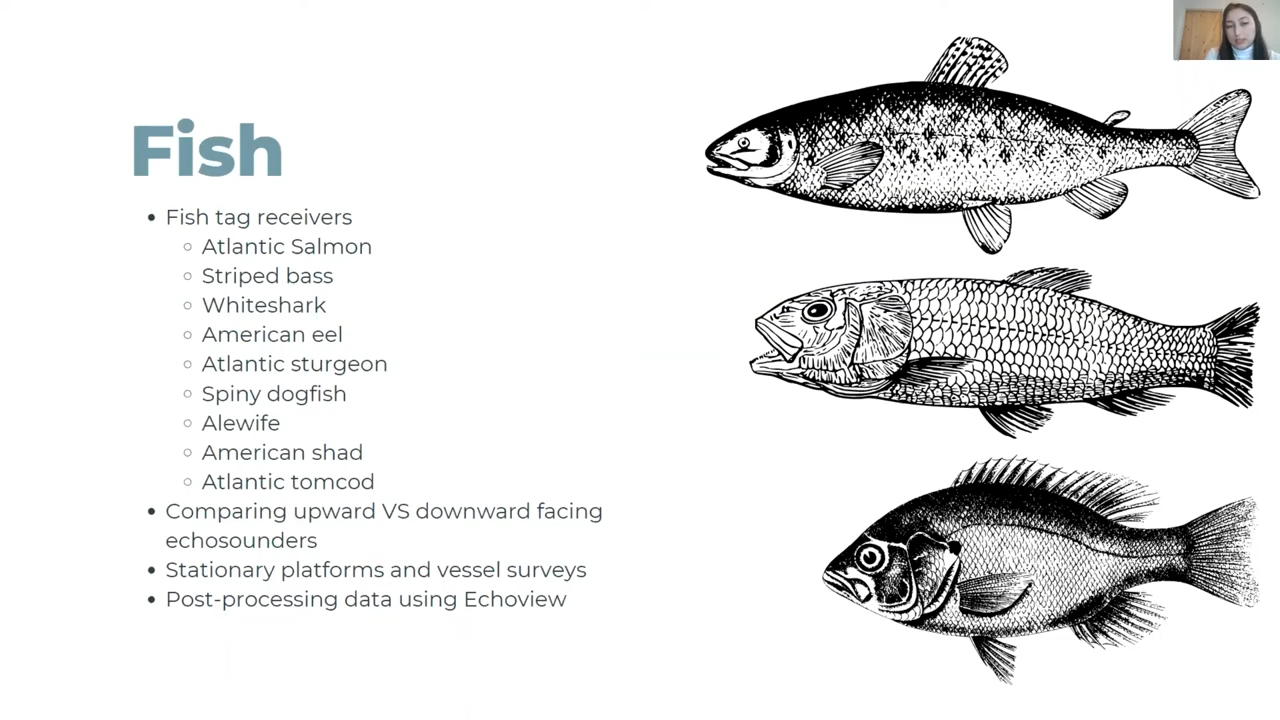 Fish
• Fish tag receivers
◦ Atlantic Salmon
◦ Striped bass
◦ Whiteshark
◦ American eel
◦ Atlantic sturgeon
◦ Spiny dogfish
◦ Alewife
◦ American shad
◦ Atlantic tomcod
• Comparing upward VS downward facing
echosounders
• Stationary platforms and vessel surveys
• Post-processing data using Echoview